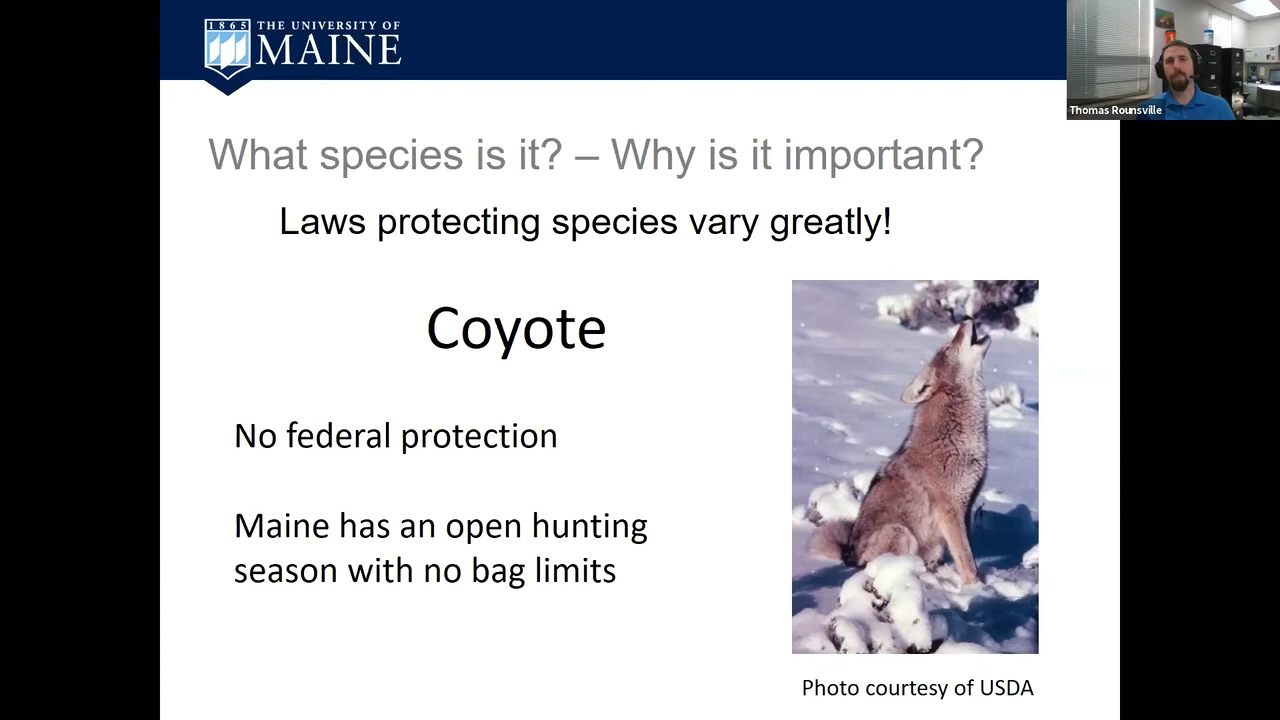 1865
THE UNIVERSITY OF
MAINE
Thomas Rounsville
What species is it? – Why is it important?
Laws protecting species vary greatly!
Coyote
No federal protection
Maine has an open hunting
season with no bag limits
Photo courtesy of USDA